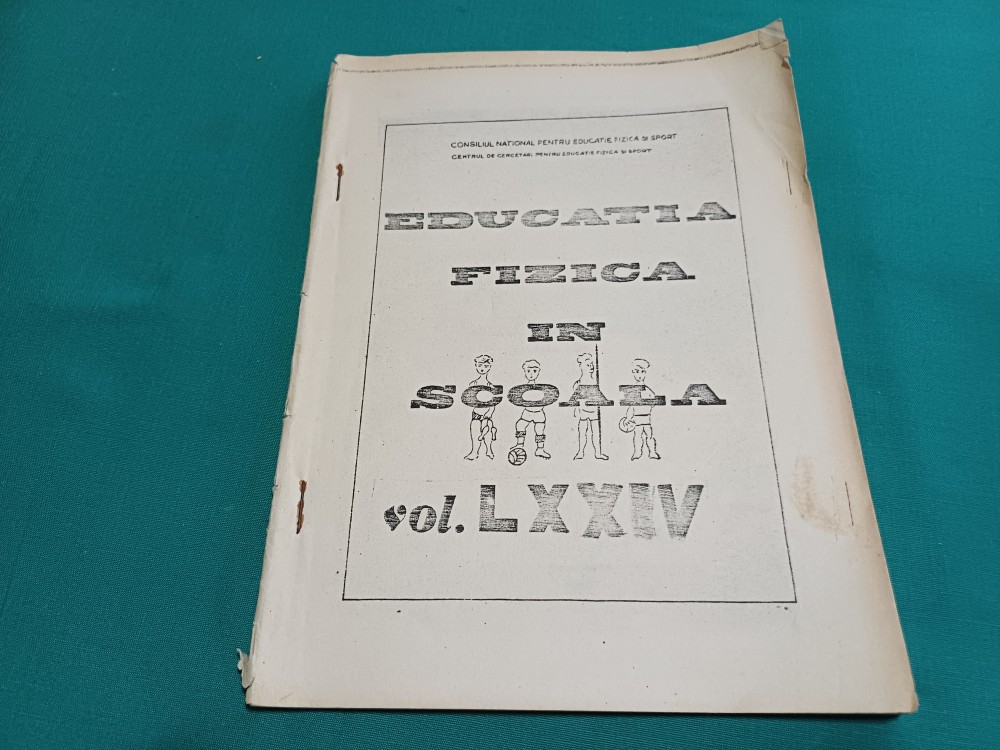 CONSILIUL NATIONAL PENTRU EDUCATIE FIZICA SI SPORT
CENTRUL DE CERCETARI PENTRU EDUCATIE FIZICA SI SPORT
EDUCATIA
FIZICA
IN
SCOALA
vol. LXXIV